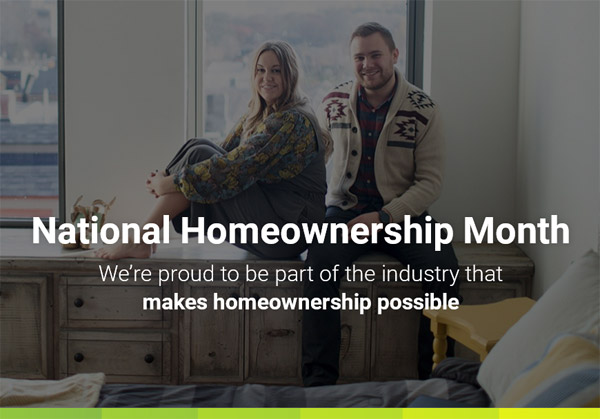 National Homeownership Month
We're proud to be part of the industry that
makes homeownership possible